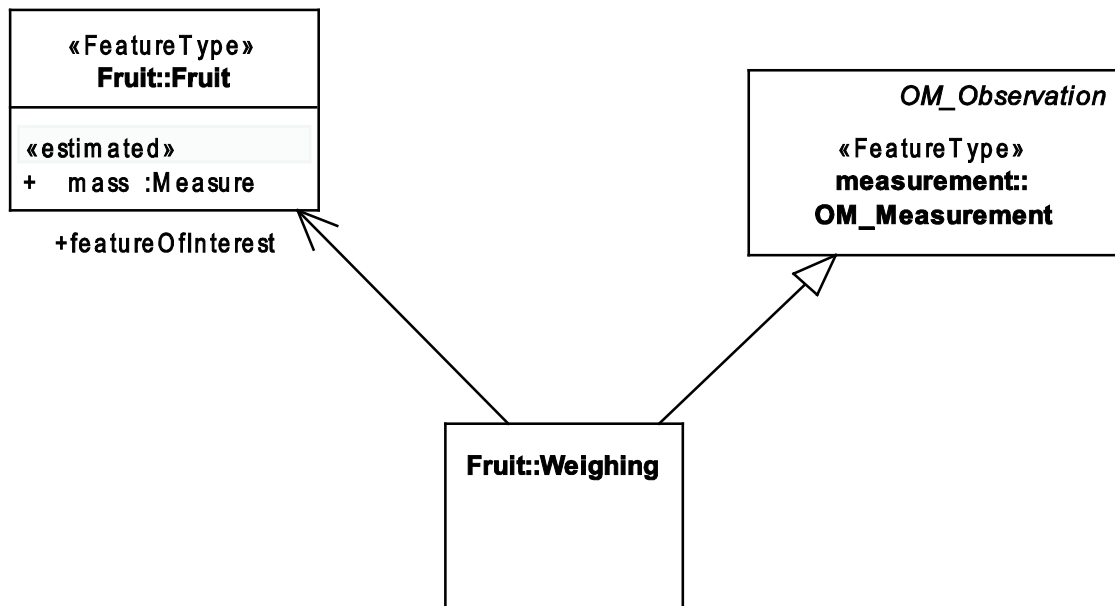 «FeatureType»
Fruit::Fruit
«estimated»
+ mass :Measure
+featureOfInterest
OM_Observation
«FeatureType»
measurement::
OM_Measurement
Fruit::Weighing